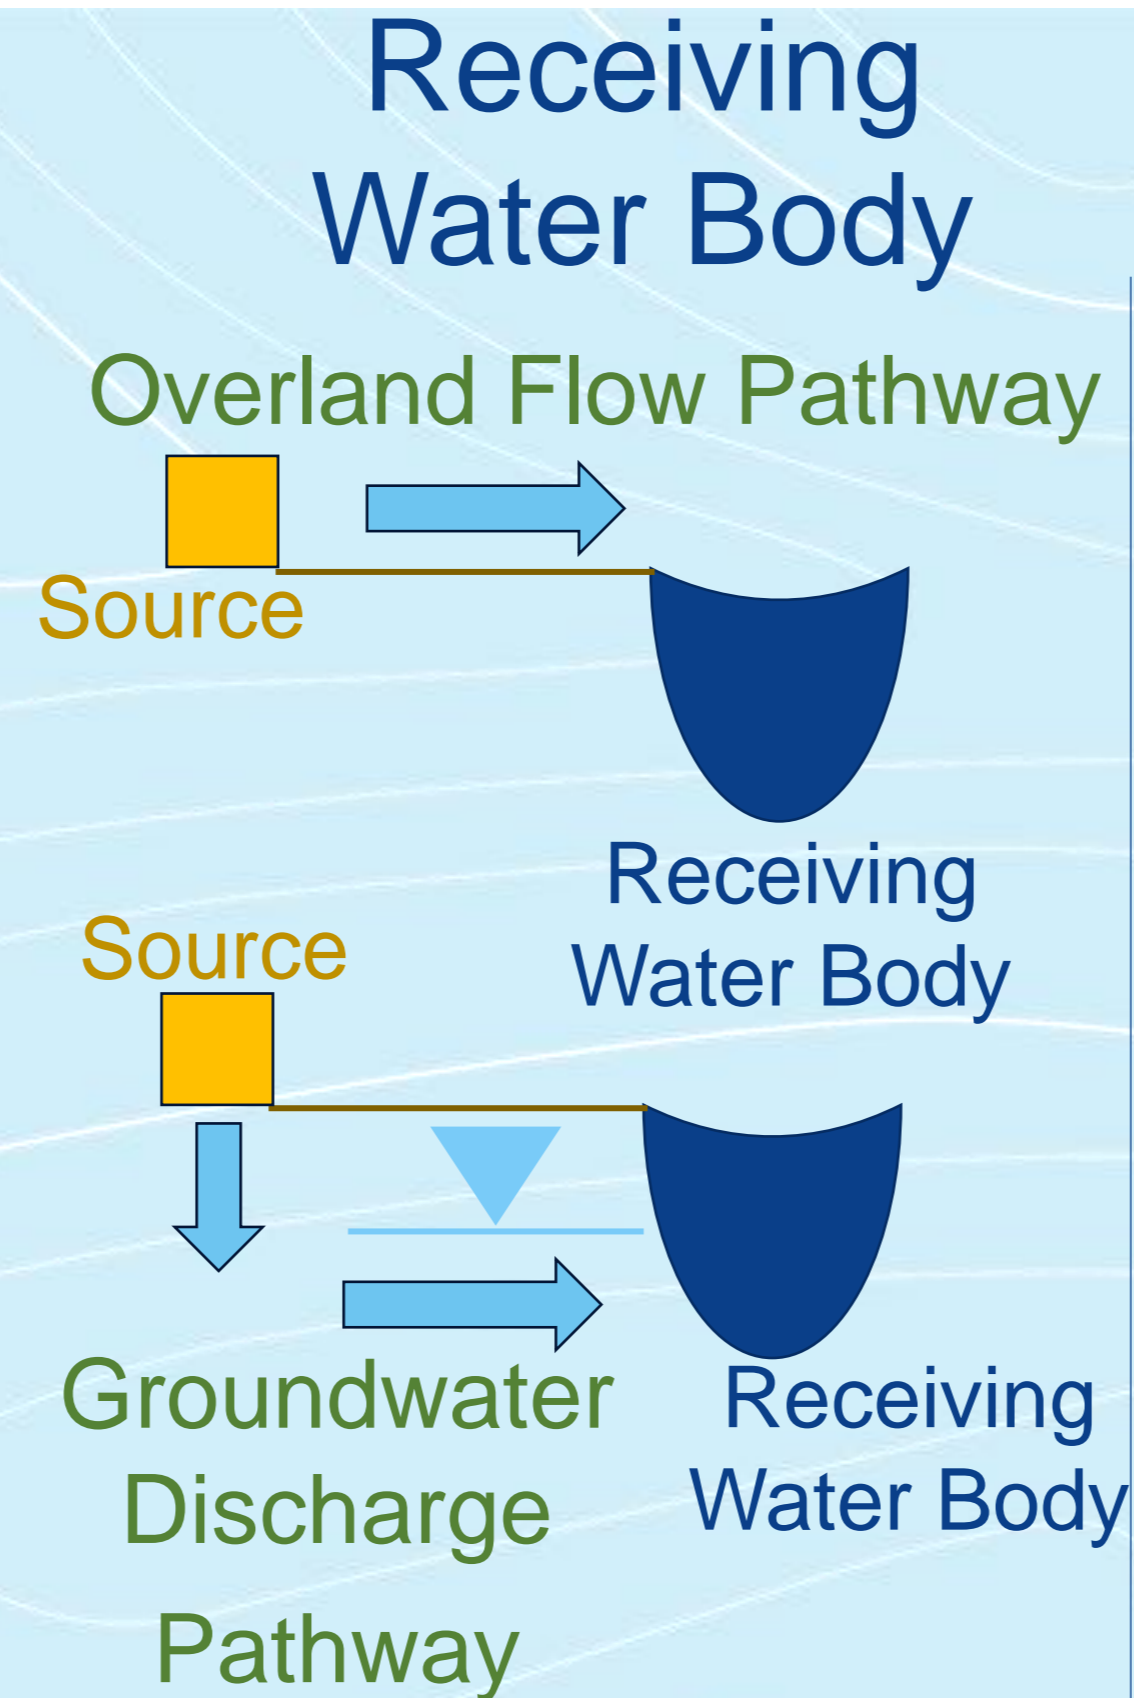 Receiving
Water Body
Overland Flow Pathway
Source
Receiving
Water Body
Source
Groundwater
Discharge
Pathway
Receiving
Water Body